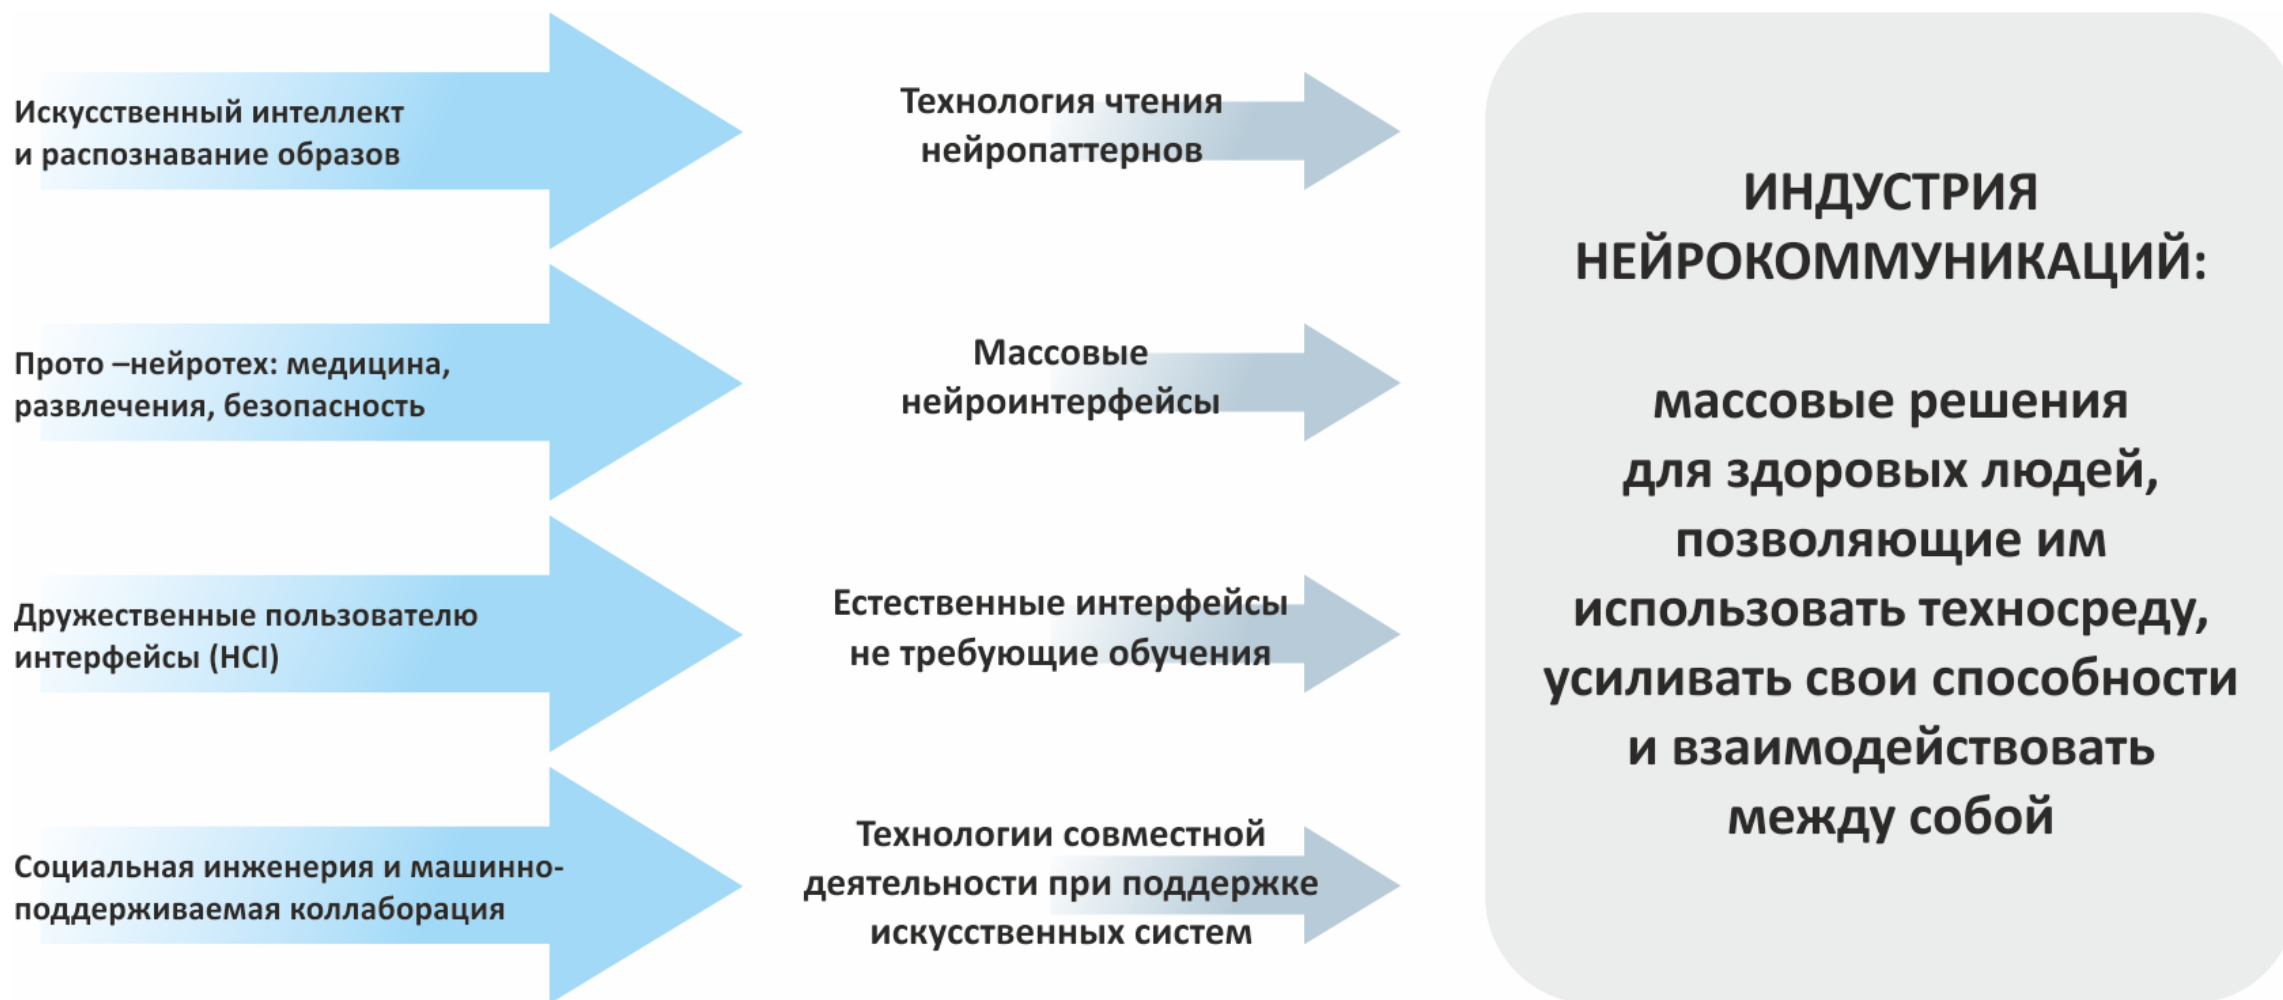 Искусственный интеллект
и распознавание образов
Технология чтения
нейропаттернов
Прото –нейротех: медицина,
развлечения, безопасность
Массовые
нейроинтерфейсы
Дружественные пользователю
интерфейсы (HCI)
Естественные интерфейсы
не требующие обучения
Социальная инженерия и машинно-
поддерживаемая коллаборация
Технологии совместной
деятельности при поддержке
искусственных систем
ИНДУСТРИЯ
НЕЙРОКОММУНИКАЦИЙ:
массовые решения
для здоровых людей,
позволяющие им
использовать техносреду,
усиливать свои способности
и взаимодействовать
между собой